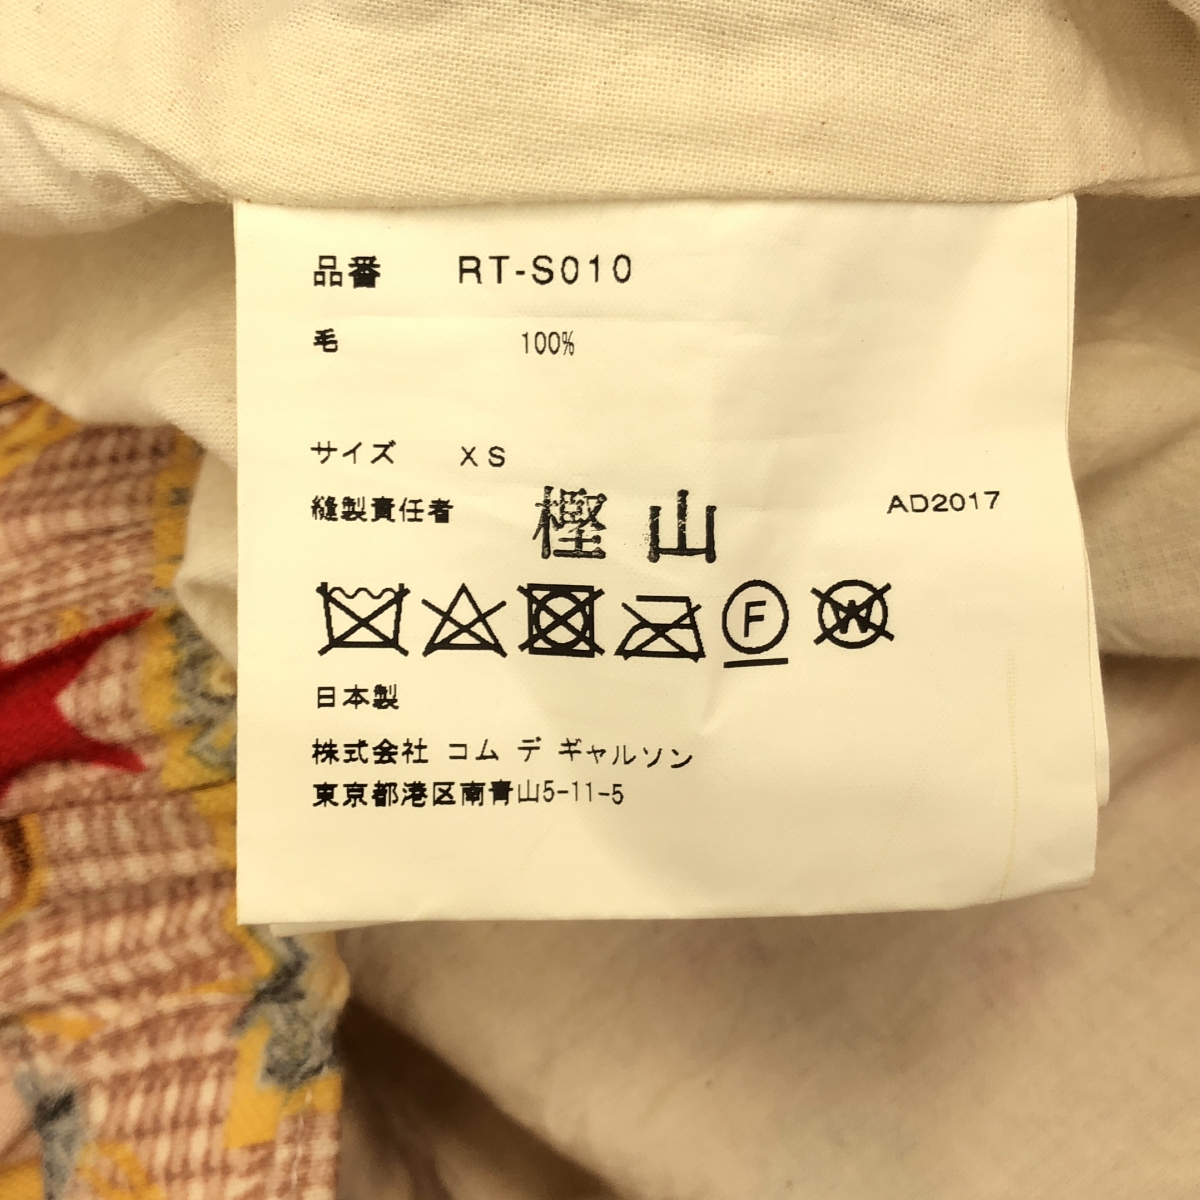 品番 RT-S010
毛 100%
サイズ XS
縫製責任者 樫山 AD2017
F W
日本製
株式会社 コム デ ギャルソン
東京都港区南青山5-11-5